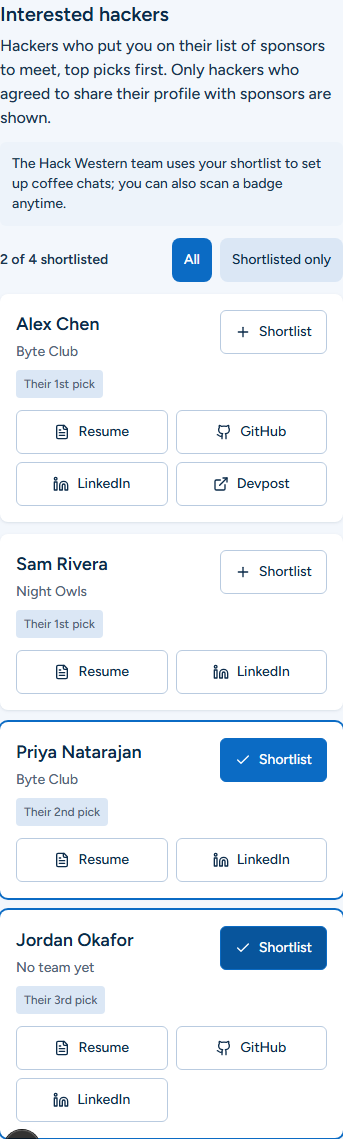 Interested hackers
Hackers who put you on their list of sponsors
to meet, top picks first. Only hackers who
agreed to share their profile with sponsors are
shown.
The Hack Western team uses your shortlist to set
up coffee chats; you can also scan a badge
anytime.
2 of 4 shortlisted
All
Shortlisted only
Alex Chen
Shortlist
Byte Club
Their 1st pick
Resume
GitHub
LinkedIn
Devpost
Sam Rivera
Shortlist
Night Owls
Their 1st pick
Resume
LinkedIn
Priya Natarajan
Shortlist
Byte Club
Their 2nd pick
Resume
LinkedIn
Jordan Okafor
Shortlist
No team yet
Their 3rd pick
Resume
GitHub
LinkedIn